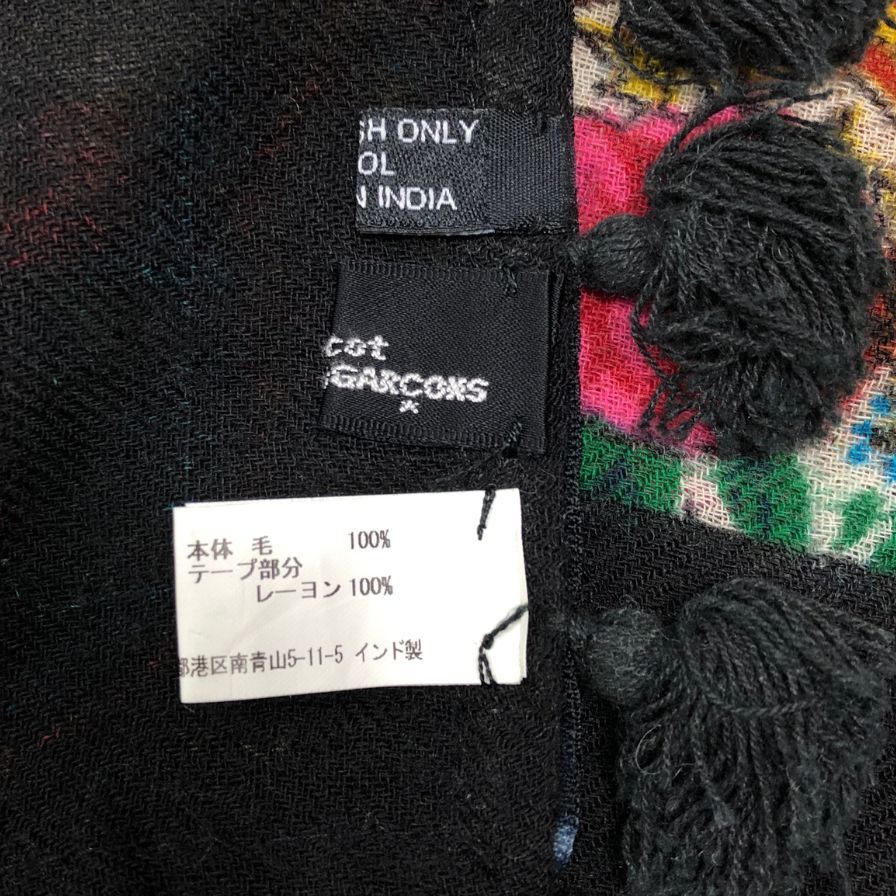 SH ONLY
OL
N INDIA
cot
GARCONS
本体 毛 100%
テープ部分
レーヨン 100%
都港区南青山5-11-5 インド製